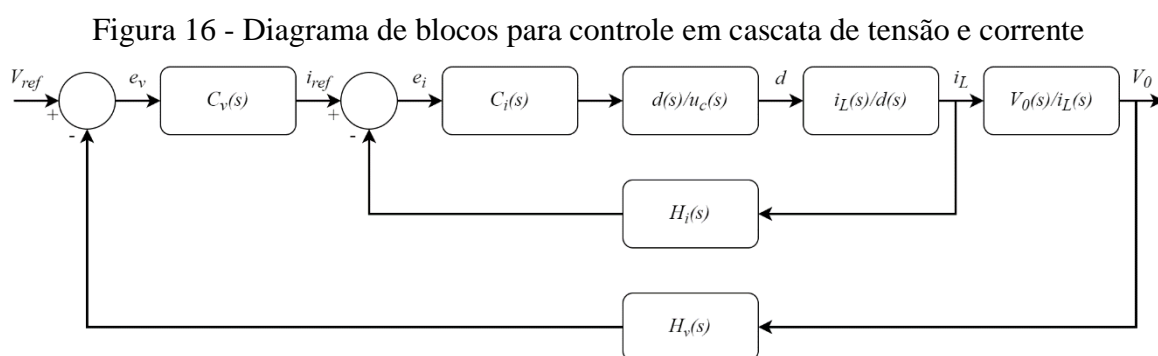 Figura 16 - Diagrama de blocos para controle em cascata de tensão e corrente
V_ref e_v C_v(s) i_ref e_i C_i(s) d(s)/u_c(s) d i_L(s)/d(s) i_L V_0(s)/i_L(s) V_0
+ - + -
H_i(s)
H_v(s)